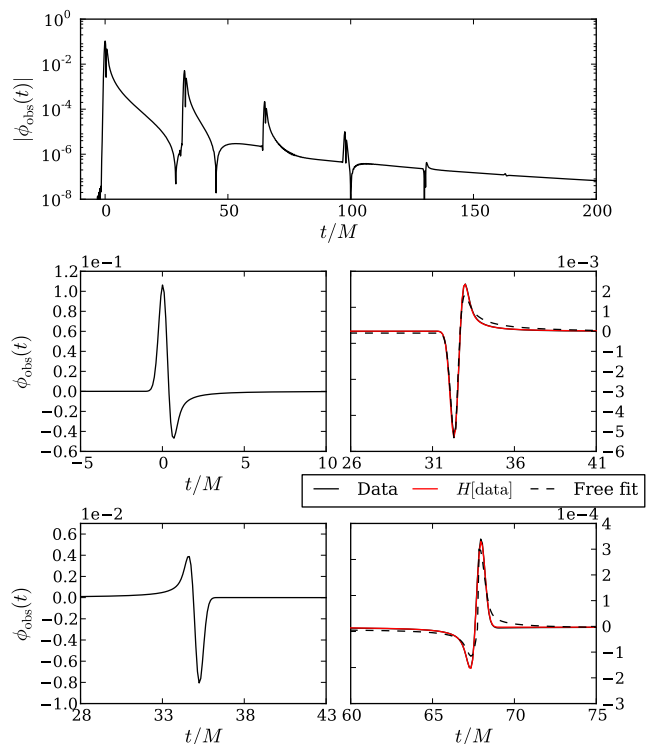 10^0
10^{-2}
10^{-4}
10^{-6}
10^{-8}
|ϕ_obs(t)|
0 50 100 150 200
t/M
1e−1
1.2
1.0
0.8
0.6
0.4
0.2
0.0
−0.2
−0.4
−0.6
ϕ_obs(t)
−5 0 5 10
t/M
1e−3
2
1
0
−1
−2
−3
−4
−5
−6
26 31 36 41
Data H[data] Free fit
1e−2
0.6
0.4
0.2
0.0
−0.2
−0.4
−0.6
−0.8
−1.0
ϕ_obs(t)
28 33 38 43
t/M
1e−4
4
3
2
1
0
−1
−2
−3
60 65 70 75
t/M